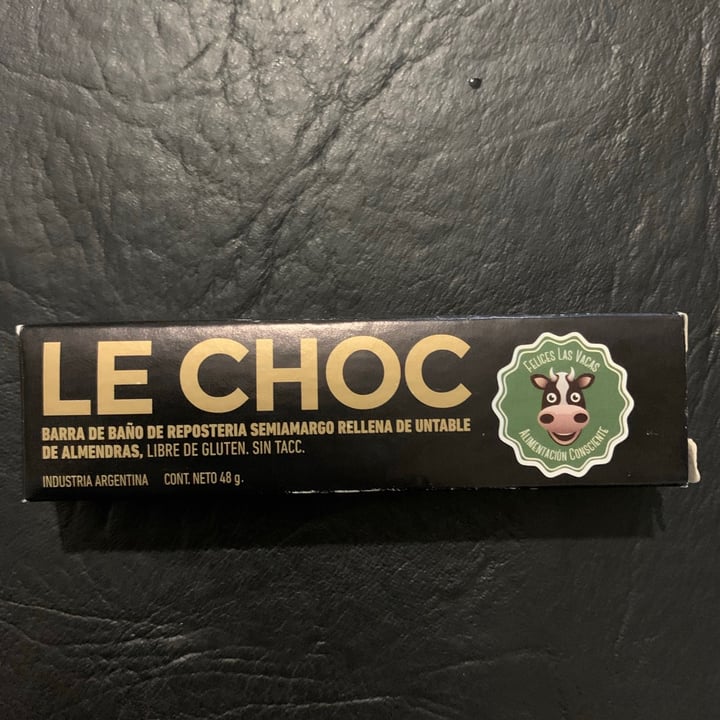 LE CHOC
BARRA DE BAÑO DE REPOSTERIA SEMIAMARGO RELLENA DE UNTABLE
DE ALMENDRAS, LIBRE DE GLUTEN. SIN TACC.
INDUSTRIA ARGENTINA CONT. NETO 48 g.
FELICES LAS VACAS
ALIMENTACIÓN CONSCIENTE